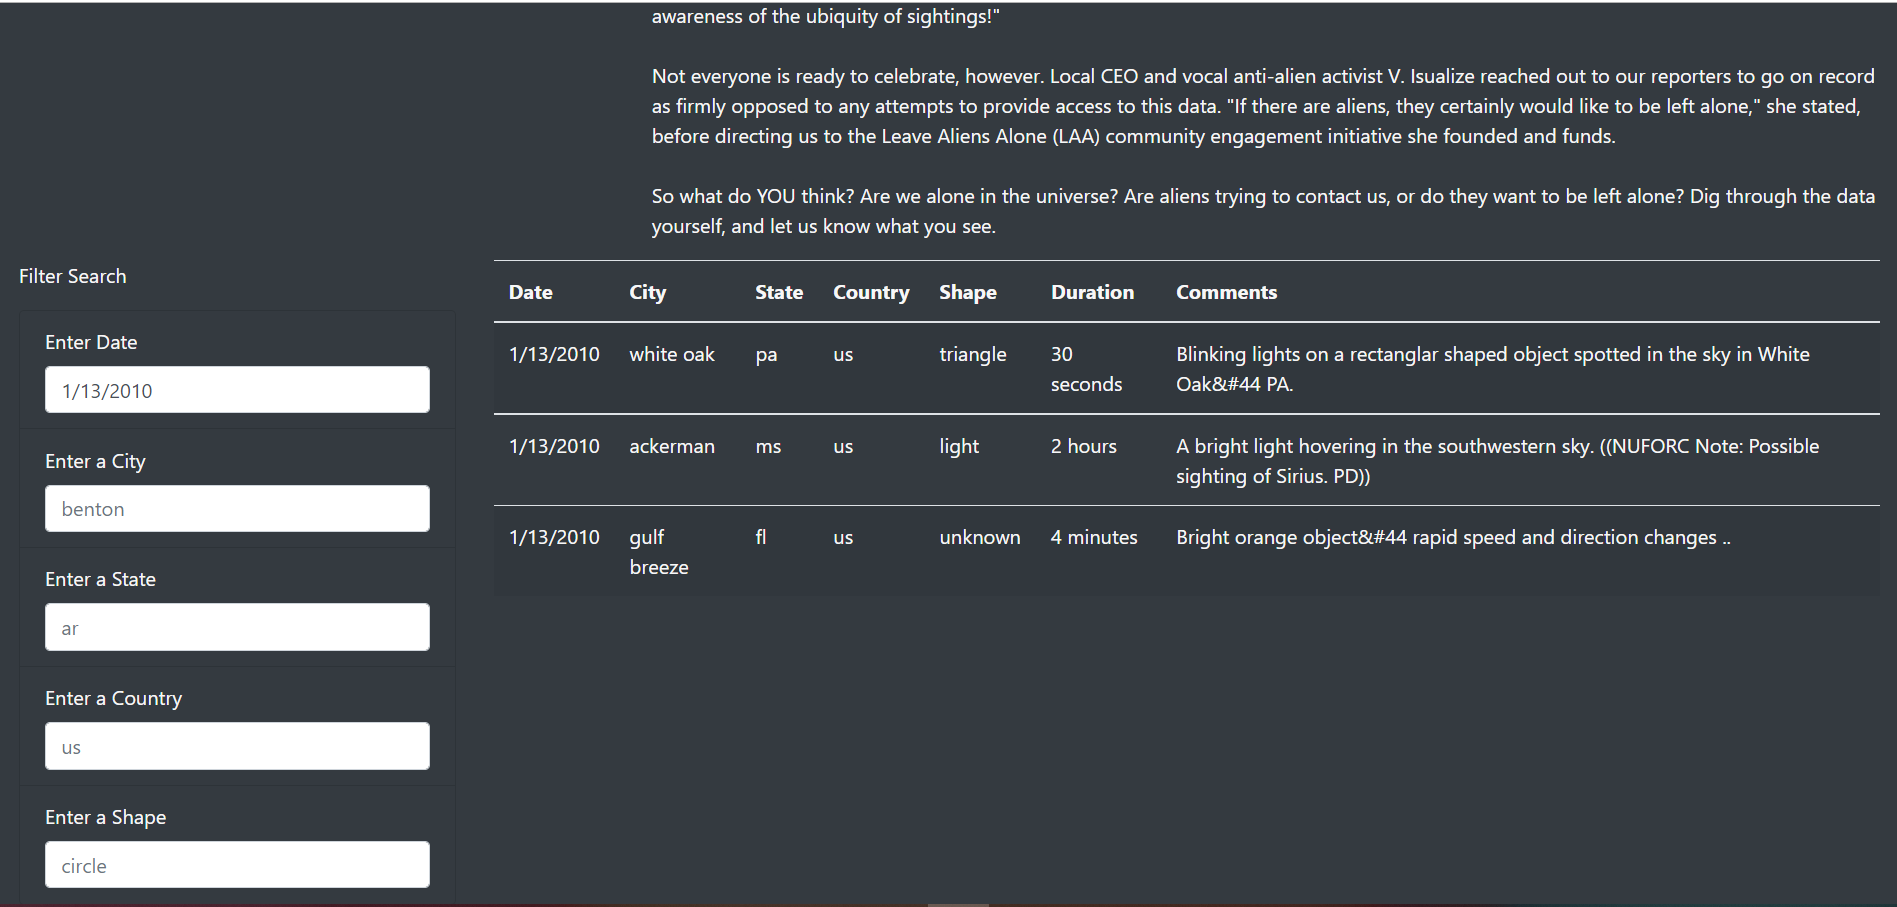 awareness of the ubiquity of sightings!"
Not everyone is ready to celebrate, however. Local CEO and vocal anti-alien activist V. Isualize reached out to our reporters to go on record
as firmly opposed to any attempts to provide access to this data. "If there are aliens, they certainly would like to be left alone," she stated,
before directing us to the Leave Aliens Alone (LAA) community engagement initiative she founded and funds.
So what do YOU think? Are we alone in the universe? Are aliens trying to contact us, or do they want to be left alone? Dig through the data
yourself, and let us know what you see.
Filter Search
Enter Date
1/13/2010
Enter a City
benton
Enter a State
ar
Enter a Country
us
Enter a Shape
circle
Date City State Country Shape Duration Comments
1/13/2010 white oak pa us triangle 30 Blinking lights on a rectanglar shaped object spotted in the sky in White
seconds Oak&#44 PA.
1/13/2010 ackerman ms us light 2 hours A bright light hovering in the southwestern sky. ((NUFORC Note: Possible
sighting of Sirius. PD))
1/13/2010 gulf fl us unknown 4 minutes Bright orange object&#44 rapid speed and direction changes ..
breeze